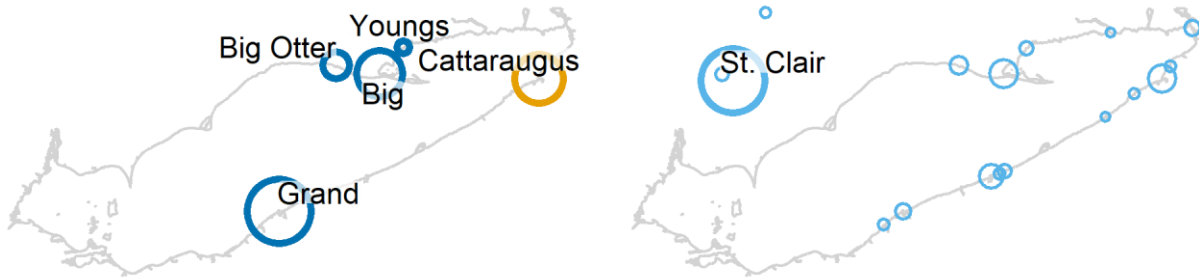 Youngs
Big Otter
Cattaraugus
Big
Grand
St. Clair